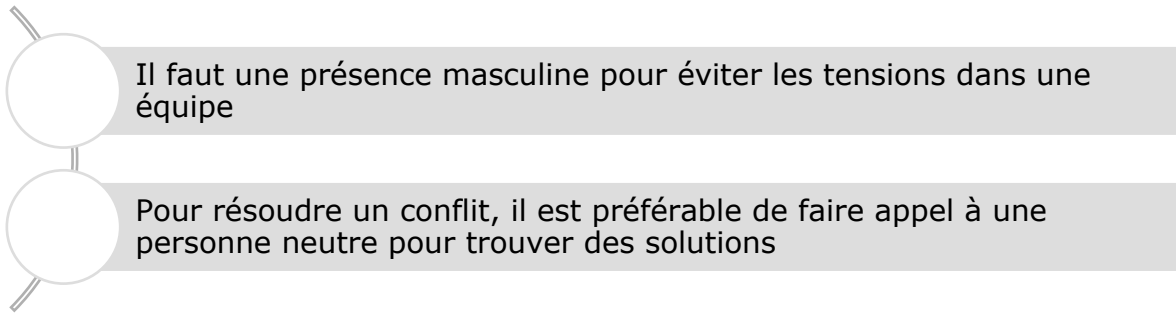 Il faut une présence masculine pour éviter les tensions dans une
équipe
Pour résoudre un conflit, il est préférable de faire appel à une
personne neutre pour trouver des solutions